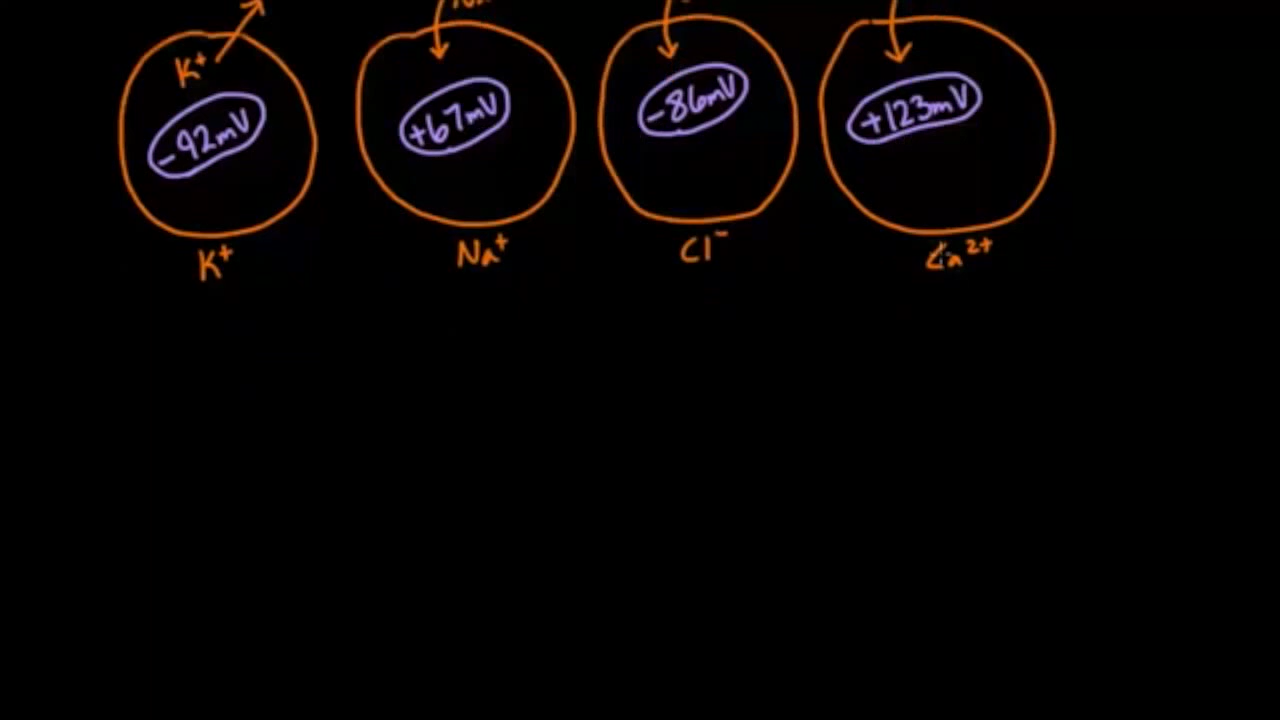 K+
-92mV
+67mV
-86mV
+123mV
K+
Na+
Cl-
Ca2+